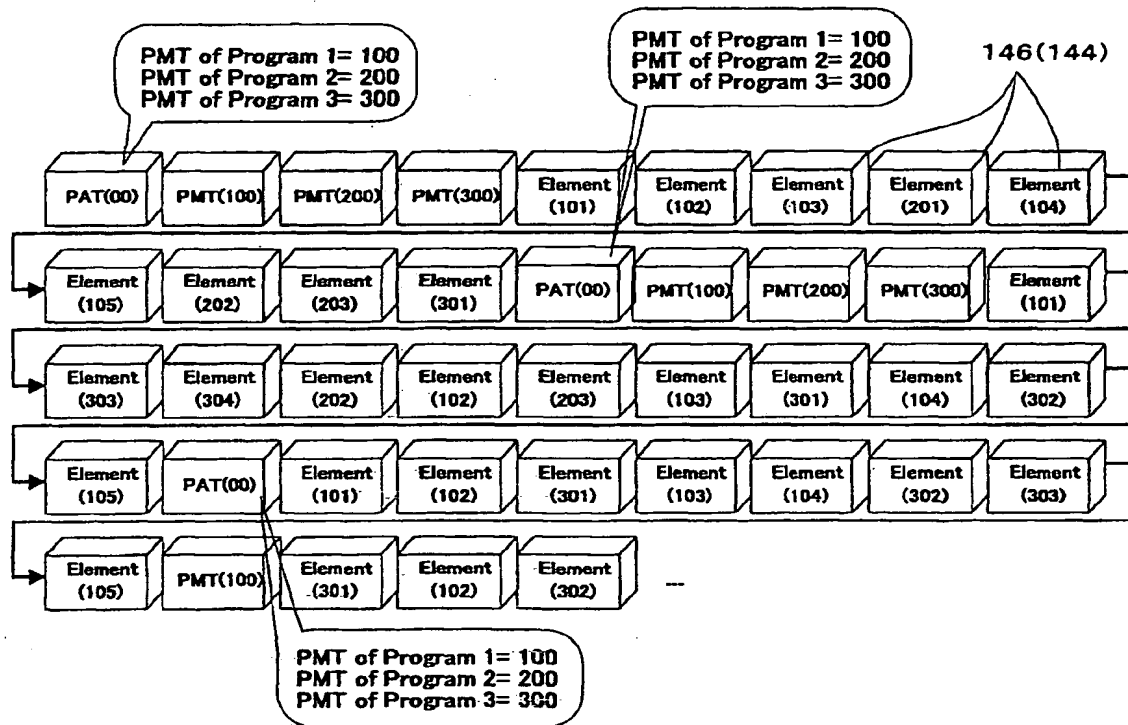 PMT of Program 1= 100
PMT of Program 2= 200
PMT of Program 3= 300
PMT of Program 1= 100
PMT of Program 2= 200
PMT of Program 3= 300
146(144)
PAT(00) PMT(100) PMT(200) PMT(300) Element (101) Element (102) Element (103) Element (201) Element (104)
Element (105) Element (202) Element (203) Element (301) PAT(00) PMT(100) PMT(200) PMT(300) Element (101)
Element (303) Element (304) Element (202) Element (102) Element (203) Element (103) Element (301) Element (104) Element (302)
Element (105) PAT(00) Element (101) Element (102) Element (301) Element (103) Element (104) Element (302) Element (303)
Element (105) PMT(100) Element (301) Element (102) Element (302) ---
PMT of Program 1= 100
PMT of Program 2= 200
PMT of Program 3= 300